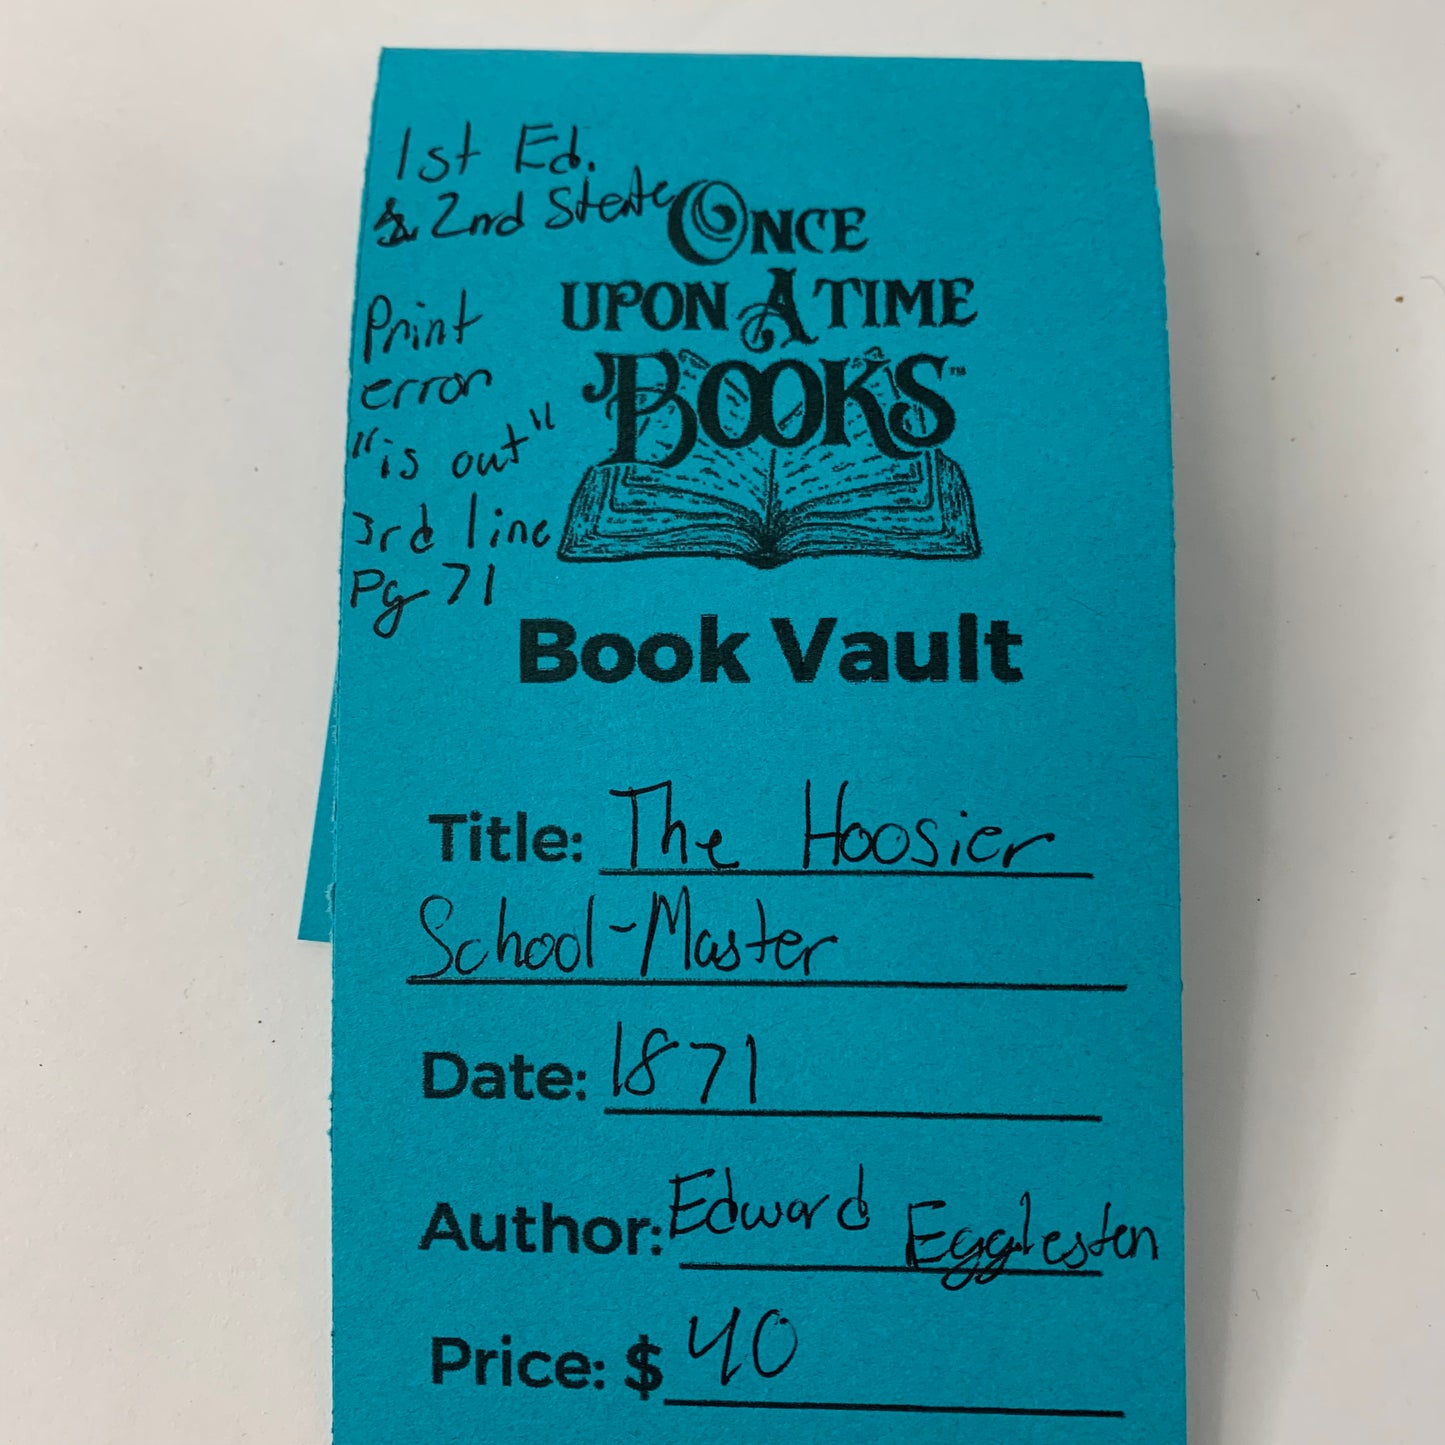 1st Ed.
& 2nd State
Print
error
"is out"
3rd line
Pg 71
ONCE
UPON A TIME
BOOKS™
Book Vault
Title: The Hoosier
School-Master
Date: 1871
Author: Edward Egglesten
Price: $ 40